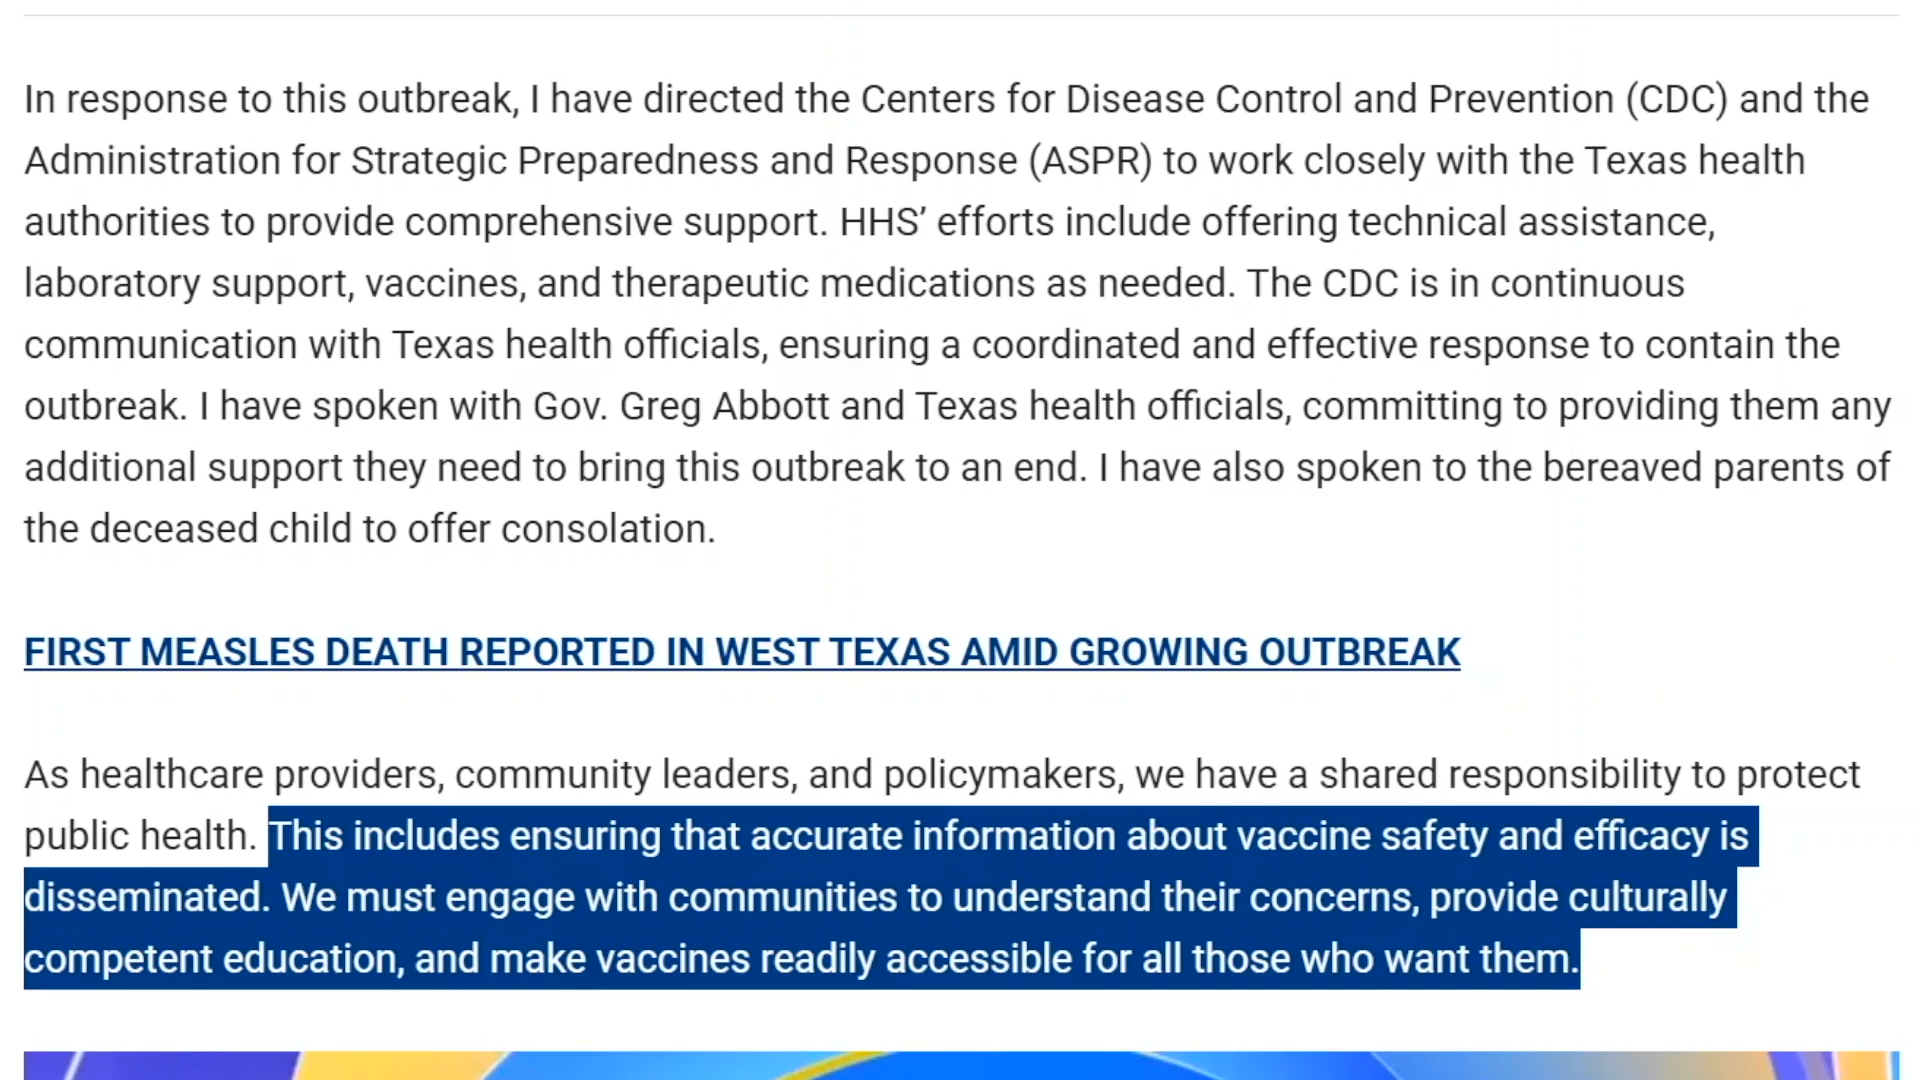 In response to this outbreak, I have directed the Centers for Disease Control and Prevention (CDC) and the
Administration for Strategic Preparedness and Response (ASPR) to work closely with the Texas health
authorities to provide comprehensive support. HHS’ efforts include offering technical assistance,
laboratory support, vaccines, and therapeutic medications as needed. The CDC is in continuous
communication with Texas health officials, ensuring a coordinated and effective response to contain the
outbreak. I have spoken with Gov. Greg Abbott and Texas health officials, committing to providing them any
additional support they need to bring this outbreak to an end. I have also spoken to the bereaved parents of
the deceased child to offer consolation.
FIRST MEASLES DEATH REPORTED IN WEST TEXAS AMID GROWING OUTBREAK
As healthcare providers, community leaders, and policymakers, we have a shared responsibility to protect
public health. This includes ensuring that accurate information about vaccine safety and efficacy is
disseminated. We must engage with communities to understand their concerns, provide culturally
competent education, and make vaccines readily accessible for all those who want them.